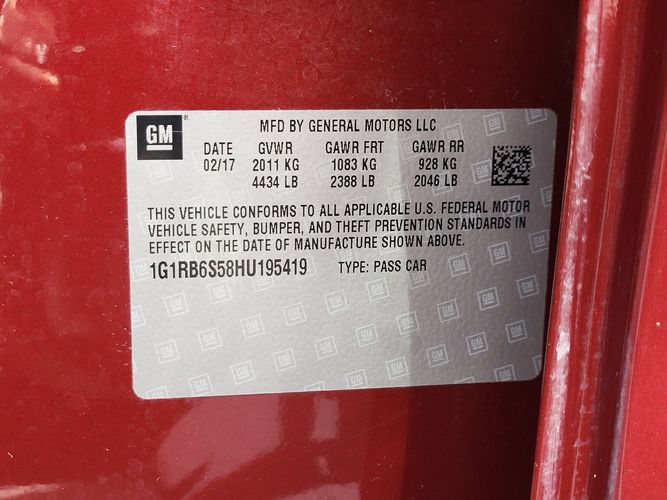 GM
MFD BY GENERAL MOTORS LLC
DATE GVWR GAWR FRT GAWR RR
02/17 2011 KG 1083 KG 928 KG
4434 LB 2388 LB 2046 LB
THIS VEHICLE CONFORMS TO ALL APPLICABLE U.S. FEDERAL MOTOR
VEHICLE SAFETY, BUMPER, AND THEFT PREVENTION STANDARDS IN
EFFECT ON THE DATE OF MANUFACTURE SHOWN ABOVE.
1G1RB6S58HU195419 TYPE: PASS CAR